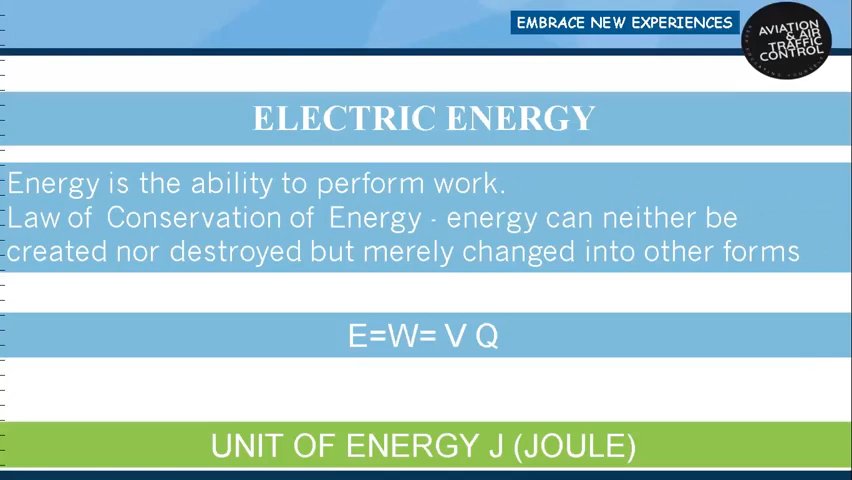 EMBRACE NEW EXPERIENCES
AVIATION
& AIR
TRAFFIC
CONTROL
ELECTRIC ENERGY
Energy is the ability to perform work.
Law of Conservation of Energy - energy can neither be
created nor destroyed but merely changed into other forms
E=W= V Q
UNIT OF ENERGY J (JOULE)